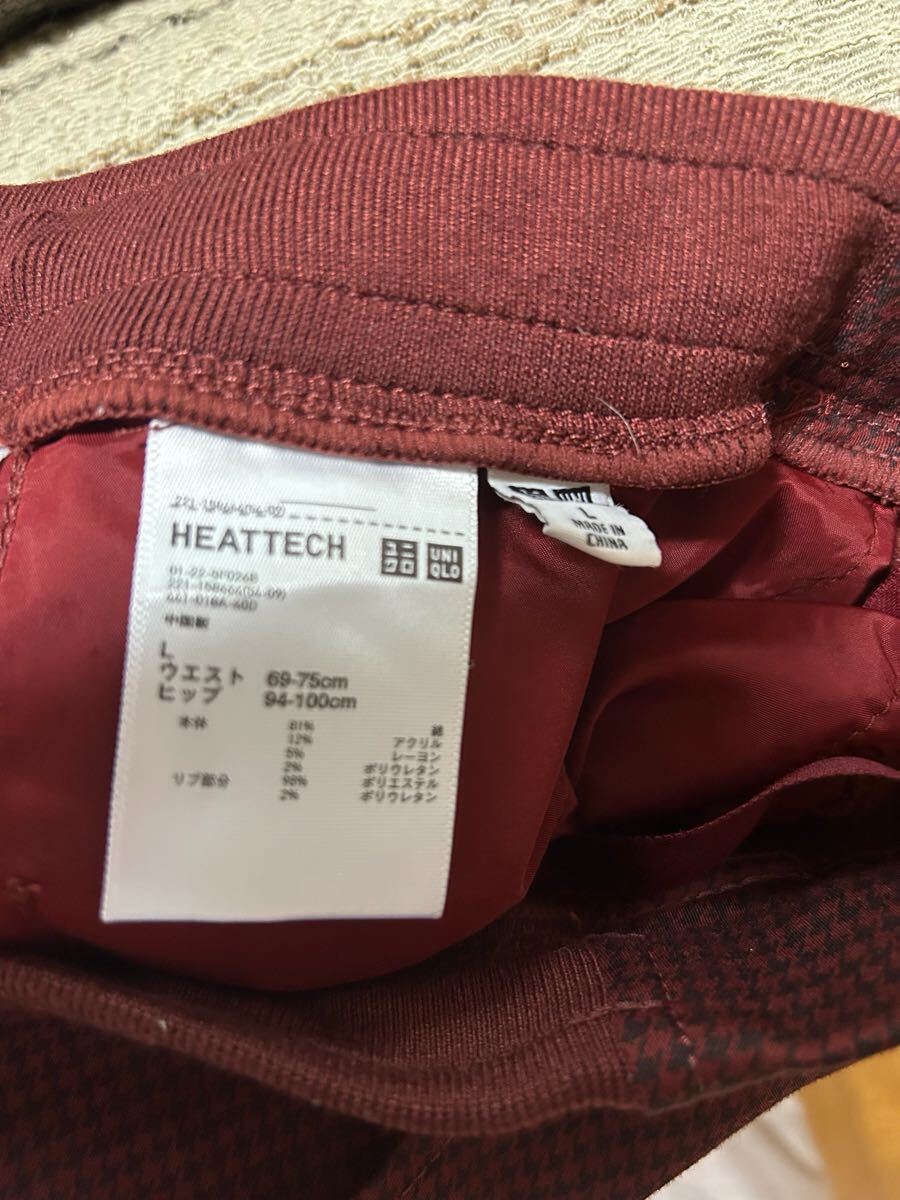 HEATTECH
ユニクロ
UNIQLO
中国製
L
ウエスト 69-75cm
ヒップ 94-100cm
本体 81% 綿
12% アクリル
5% レーヨン
2% ポリウレタン
リブ部分 98% ポリエステル
2% ポリウレタン
L
MADE IN
CHINA